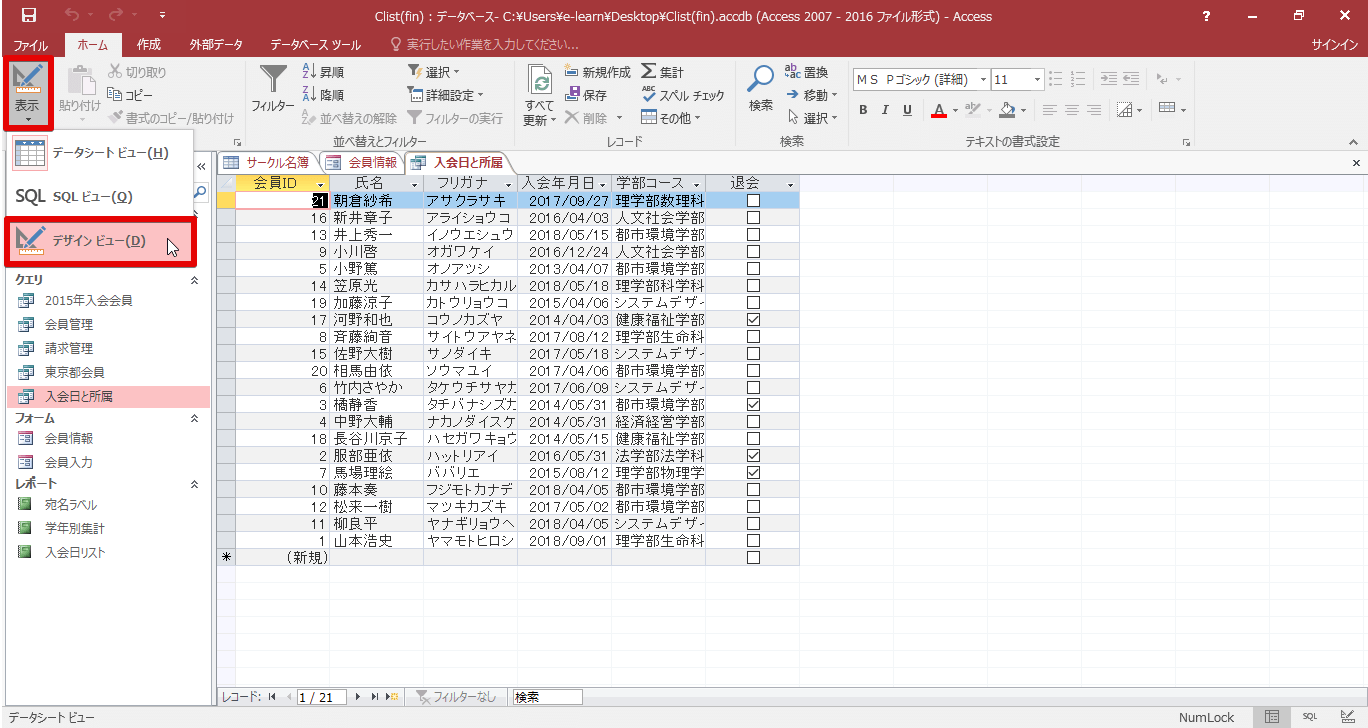 Clist(fin) : データベース- C:¥Users¥e-learn¥Desktop¥Clist(fin).accdb (Access 2007 - 2016 ファイル形式) - Access
ファイル ホーム 作成 外部データ データベース ツール 実行したい作業を入力してください... サインイン
表示
貼り付け
切り取り
コピー
書式のコピー/貼り付け
フィルター
昇順
降順
並べ替えの解除
選択
詳細設定
フィルターの実行
並べ替えとフィルター
すべて更新
新規作成
保存
削除
集計
スペル チェック
その他
レコード
検索
置換
移動
選択
検索
MS Pゴシック (詳細) 11
B I U A
テキストの書式設定
データシート ビュー(H)
SQL SQL ビュー(Q)
デザイン ビュー(D)
クエリ
2015年入会会員
会員管理
請求管理
東京都会員
入会日と所属
フォーム
会員情報
会員入力
レポート
宛名ラベル
学年別集計
入会日リスト
サークル名簿 会員情報 入会日と所属
会員ID 氏名 フリガナ 入会年月日 学部コース 退会
21 朝倉紗希 アサクラサキ 2017/09/27 理学部数理科
16 新井章子 アライショウコ 2016/04/03 人文社会学部
13 井上秀一 イノウエシュウ 2018/05/15 都市環境学部
9 小川啓 オガワケイ 2016/12/24 人文社会学部
5 小野篤 オノアツシ 2013/04/07 都市環境学部
14 笠原光 カサハラヒカル 2018/05/18 理学部科学科
19 加藤涼子 カトウリョウコ 2015/04/06 システムデザイ
17 河野和也 コウノカズヤ 2014/04/03 健康福祉学部
8 斉藤絢音 サイトウアヤネ 2017/08/12 理学部生命科
15 佐野大樹 サノダイキ 2017/05/18 システムデザイ
20 相馬由依 ソウマユイ 2017/04/06 都市環境学部
6 竹内さやか タケウチサヤカ 2017/06/09 システムデザイ
3 橘静香 タチバナシズカ 2014/05/31 都市環境学部
4 中野大輔 ナカノダイスケ 2014/05/31 経済経営学部
18 長谷川京子 ハセガワキョウ 2014/05/15 健康福祉学部
2 服部亜依 ハットリアイ 2016/05/31 法学部法学科
7 馬場理絵 ババリエ 2015/08/12 理学部物理学
10 藤本奏 フジモトカナデ 2018/04/05 都市環境学部
12 松来一樹 マツキカズキ 2017/05/02 都市環境学部
11 柳良平 ヤナギリョウヘ 2018/04/05 システムデザイ
1 山本浩史 ヤマモトヒロシ 2018/09/01 理学部生命科
* (新規)
レコード: 1 / 21 フィルターなし 検索
データシート ビュー NumLock SQL